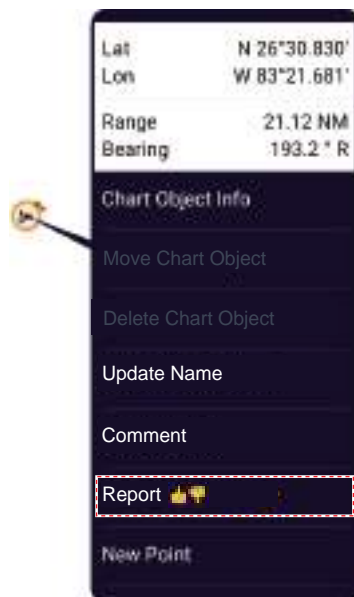 Lat N 26°30.830'
Lon W 83°21.681'
Range 21.12 NM
Bearing 193.2 ° R
Chart Object Info
Move Chart Object
Delete Chart Object
Update Name
Comment
Report 👍👎
New Point